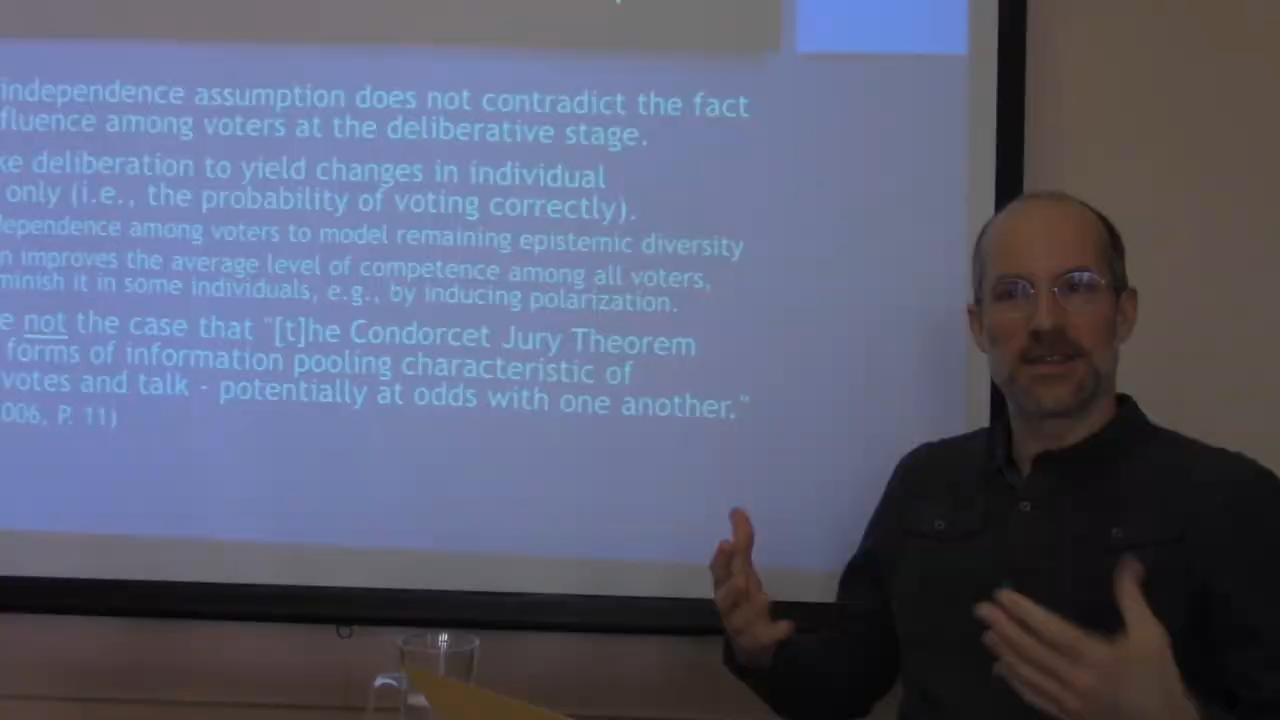 independence assumption does not contradict the fact
fluence among voters at the deliberative stage.
ke deliberation to yield changes in individual
only (i.e., the probability of voting correctly).
dependence among voters to model remaining epistemic diversity
n improves the average level of competence among all voters,
minish it in some individuals, e.g., by inducing polarization.
e not the case that "[t]he Condorcet Jury Theorem
forms of information pooling characteristic of
votes and talk - potentially at odds with one another."
006, P. 11)